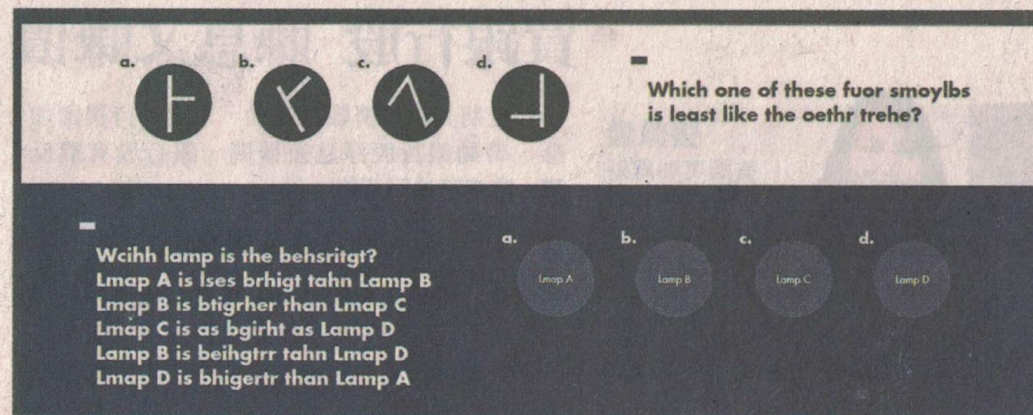 a.
b.
c.
d.
Which one of these fuor smoylbs
is least like the oethr trehe?
Wcihh lamp is the behsritgt?
Lmap A is lses brhigt tahn Lamp B
Lmap B is btigrher than Lmap C
Lmap C is as bgirht as Lamp D
Lamp B is beihgtrr tahn Lmap D
Lmap D is bhigertr than Lamp A
a.
Lmap A
b.
Lamp B
c.
Lamp C
d.
Lamp D